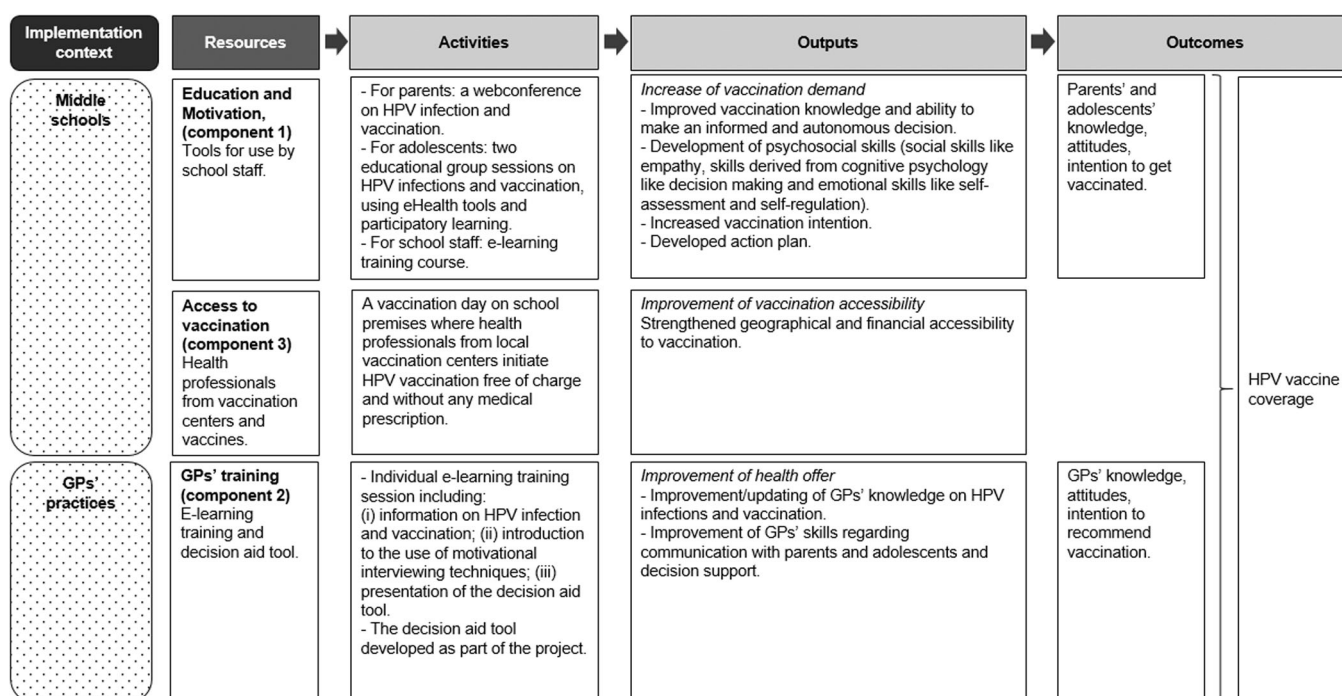 Implementation
context
Resources
Activities
Outputs
Outcomes
Middle
schools
Education and
Motivation,
(component 1)
Tools for use by
school staff.
- For parents: a webconference
on HPV infection and
vaccination.
- For adolescents: two
educational group sessions on
HPV infections and vaccination,
using eHealth tools and
participatory learning.
- For school staff: e-learning
training course.
Increase of vaccination demand
- Improved vaccination knowledge and ability to
make an informed and autonomous decision.
- Development of psychosocial skills (social skills like
empathy, skills derived from cognitive psychology
like decision making and emotional skills like self-
assessment and self-regulation).
- Increased vaccination intention.
- Developed action plan.
Parents' and
adolescents'
knowledge,
attitudes,
intention to get
vaccinated.
Access to
vaccination
(component 3)
Health
professionals
from vaccination
centers and
vaccines.
A vaccination day on school
premises where health
professionals from local
vaccination centers initiate
HPV vaccination free of charge
and without any medical
prescription.
Improvement of vaccination accessibility
Strengthened geographical and financial accessibility
to vaccination.
HPV vaccine
coverage
GPs'
practices
GPs' training
(component 2)
E-learning
training and
decision aid tool.
- Individual e-learning training
session including:
(i) information on HPV infection
and vaccination; (ii) introduction
to the use of motivational
interviewing techniques; (iii)
presentation of the decision aid
tool.
- The decision aid tool
developed as part of the project.
Improvement of health offer
- Improvement/updating of GPs' knowledge on HPV
infections and vaccination.
- Improvement of GPs' skills regarding
communication with parents and adolescents and
decision support.
GPs' knowledge,
attitudes,
intention to
recommend
vaccination.